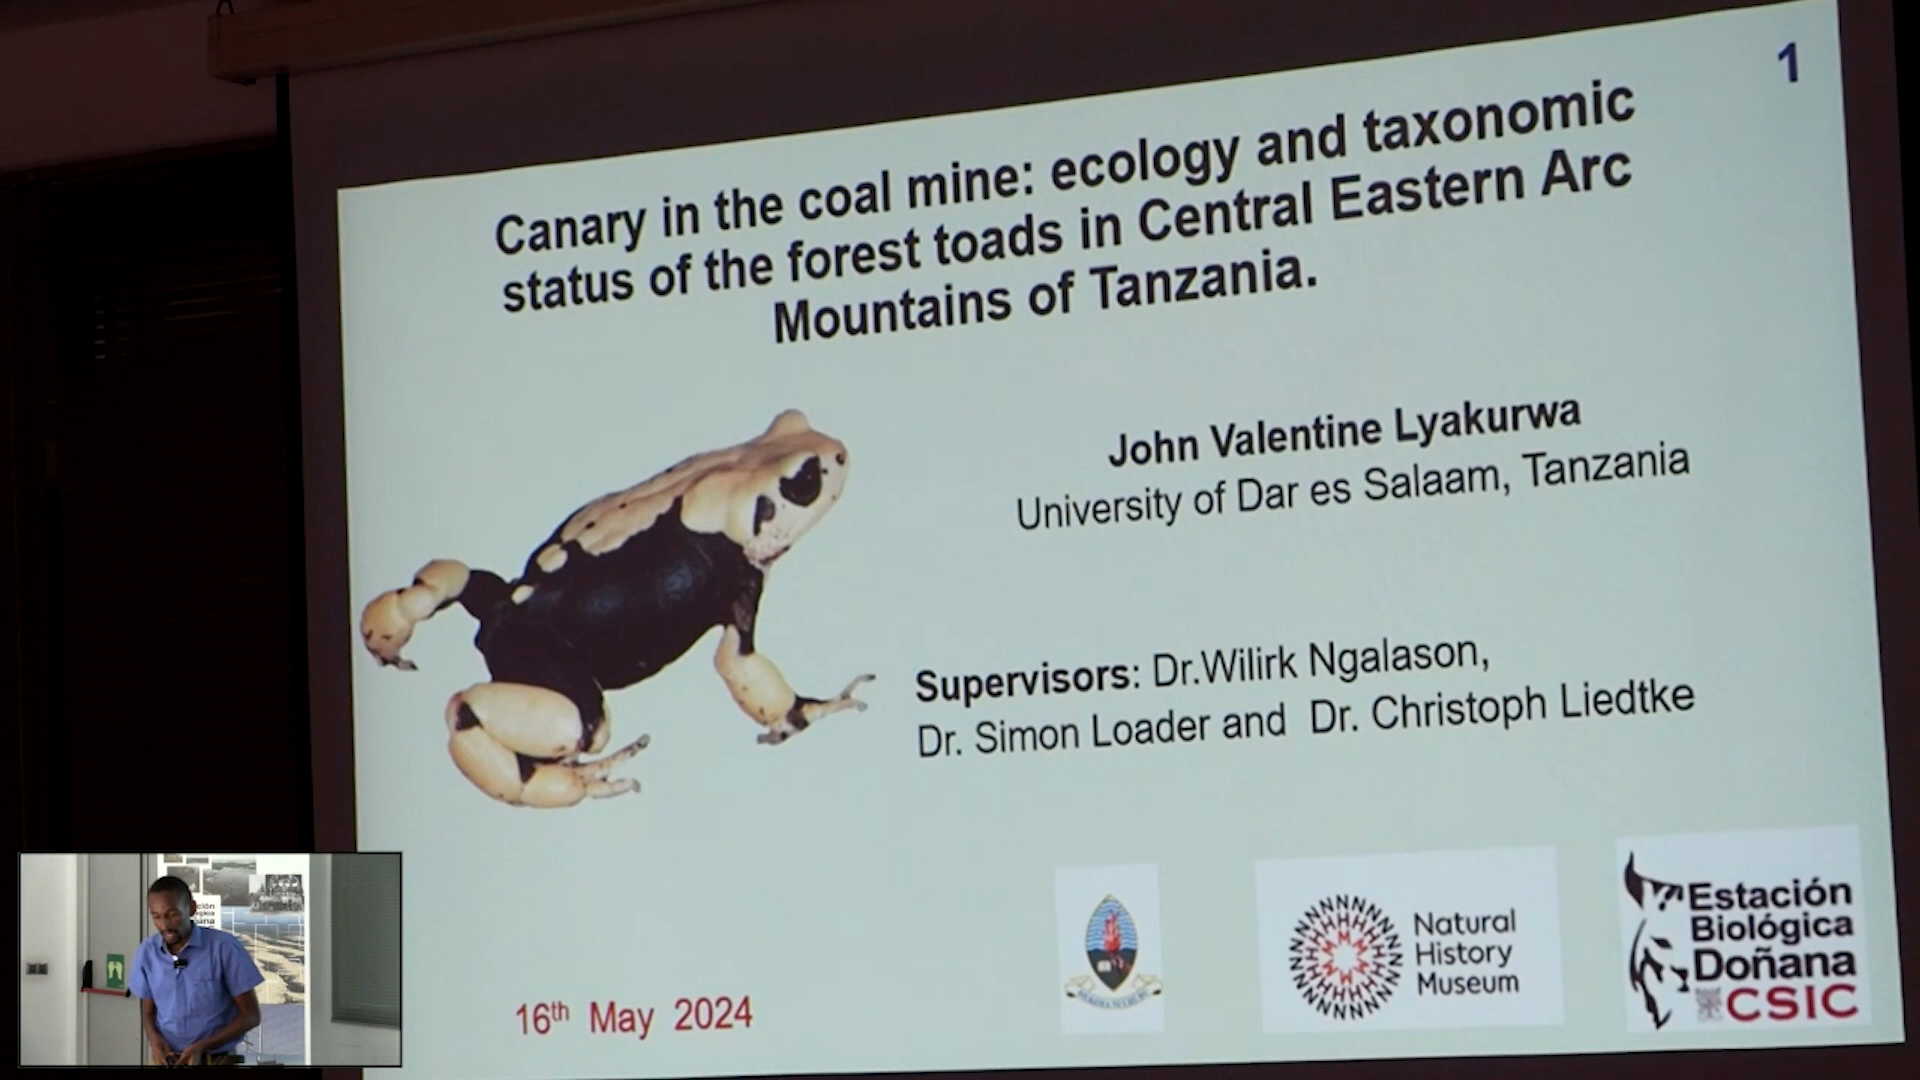 1
Canary in the coal mine: ecology and taxonomic
status of the forest toads in Central Eastern Arc
Mountains of Tanzania.
John Valentine Lyakurwa
University of Dar es Salaam, Tanzania
Supervisors: Dr.Wilirk Ngalason,
Dr. Simon Loader and Dr. Christoph Liedtke
16th May 2024
Natural
History
Museum
Estación
Biológica
Doñana
CSIC